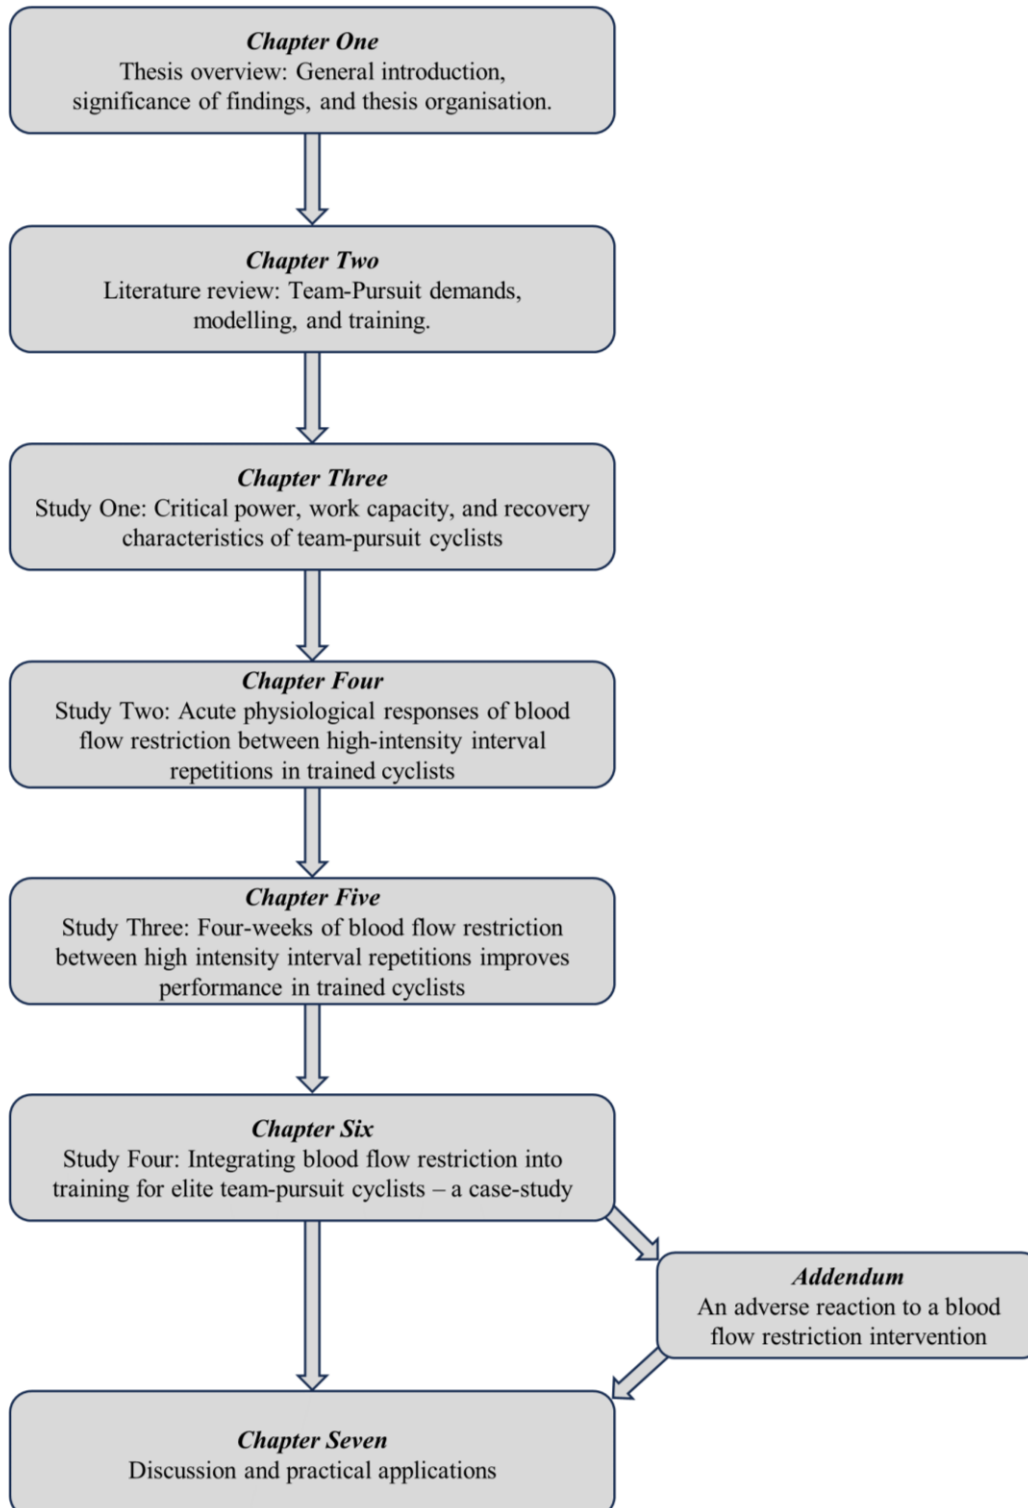 Chapter One
Thesis overview: General introduction,
significance of findings, and thesis organisation.
Chapter Two
Literature review: Team-Pursuit demands,
modelling, and training.
Chapter Three
Study One: Critical power, work capacity, and recovery
characteristics of team-pursuit cyclists
Chapter Four
Study Two: Acute physiological responses of blood
flow restriction between high-intensity interval
repetitions in trained cyclists
Chapter Five
Study Three: Four-weeks of blood flow restriction
between high intensity interval repetitions improves
performance in trained cyclists
Chapter Six
Study Four: Integrating blood flow restriction into
training for elite team-pursuit cyclists – a case-study
Addendum
An adverse reaction to a blood
flow restriction intervention
Chapter Seven
Discussion and practical applications